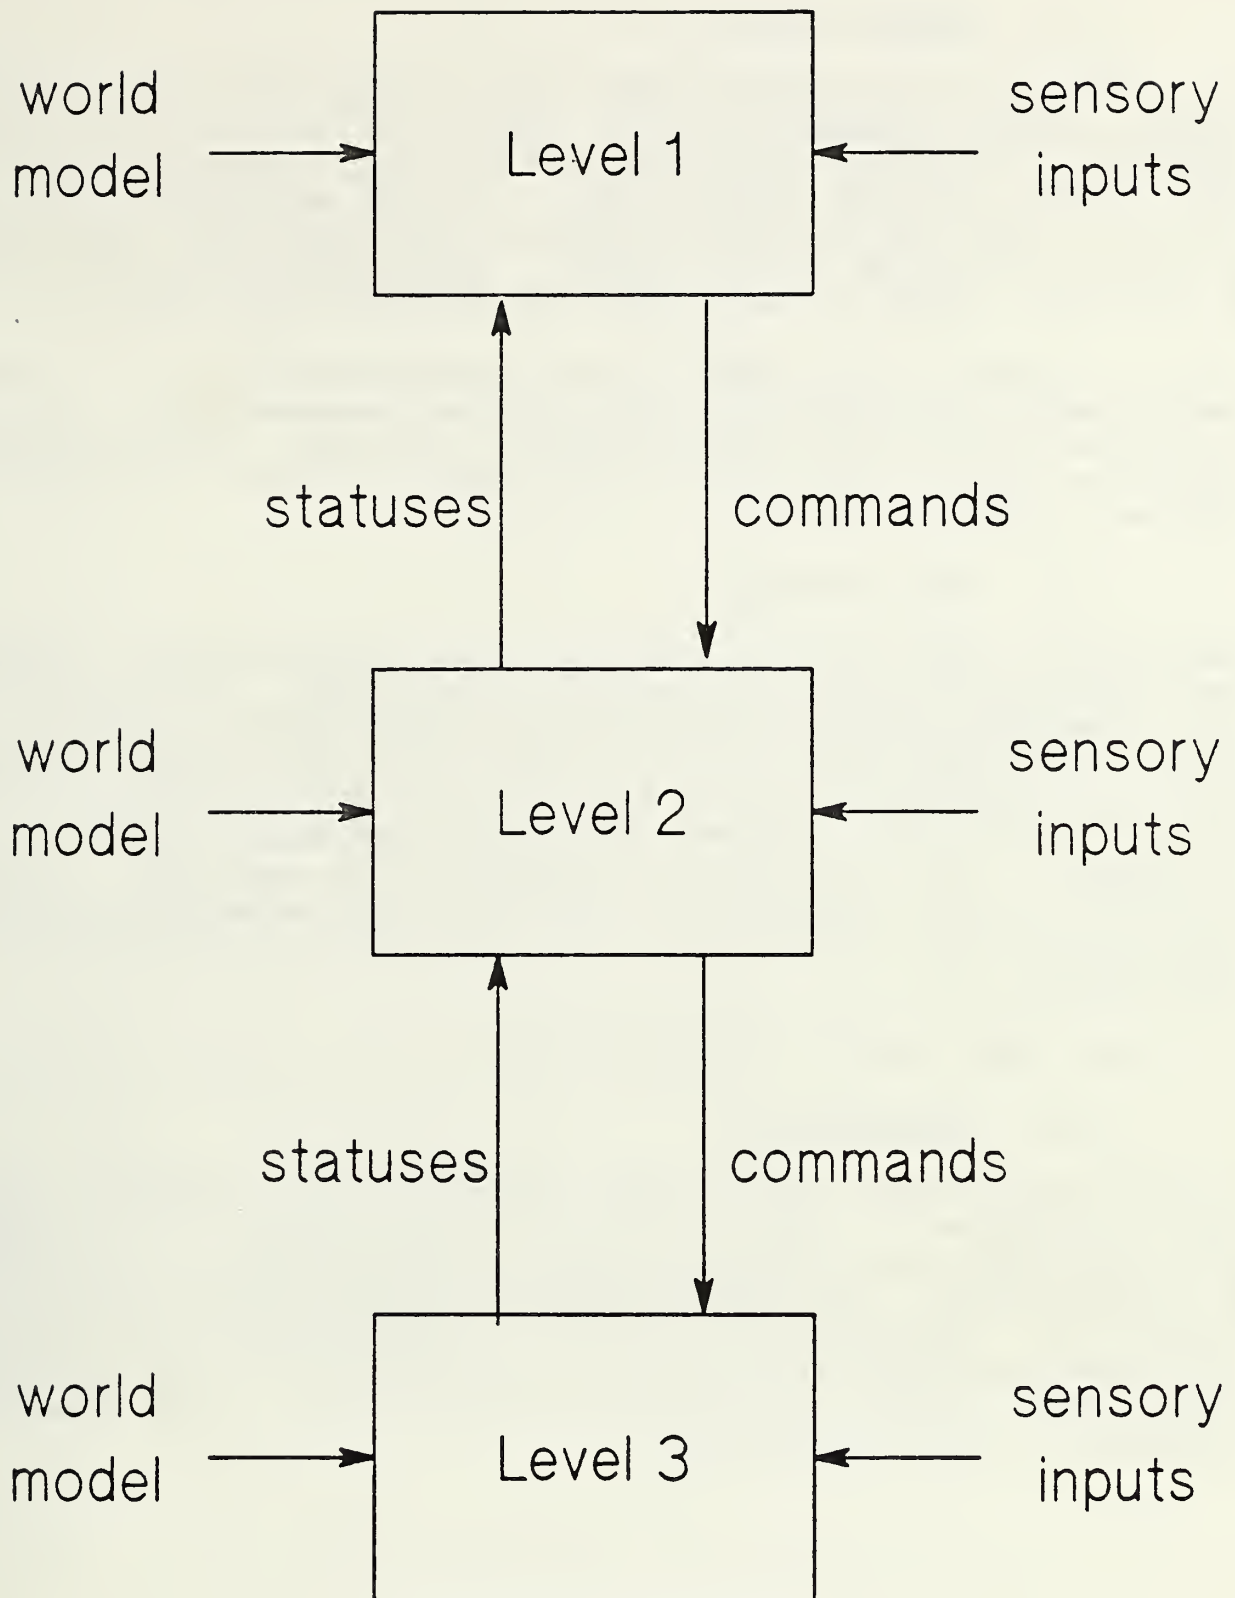 world
model
Level 1
sensory
inputs
statuses
commands
world
model
Level 2
sensory
inputs
statuses
commands
world
model
Level 3
sensory
inputs